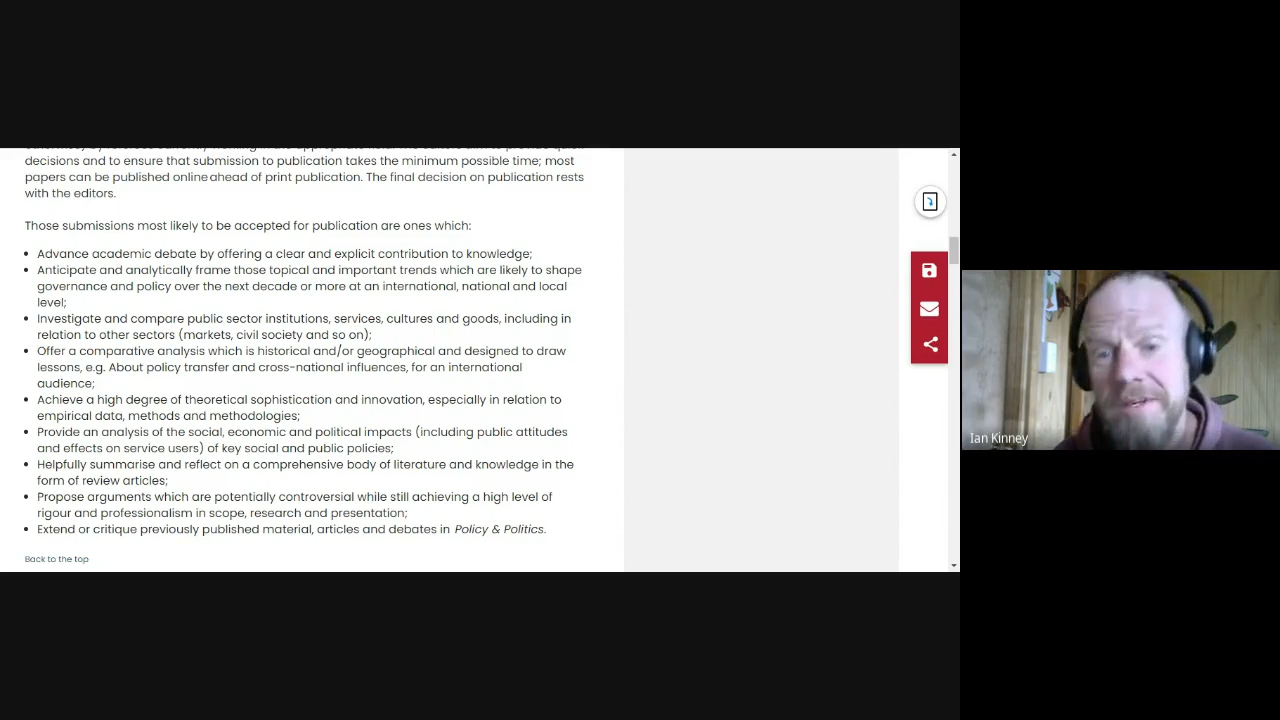 decisions and to ensure that submission to publication takes the minimum possible time; most
papers can be published online ahead of print publication. The final decision on publication rests
with the editors.
Those submissions most likely to be accepted for publication are ones which:
Advance academic debate by offering a clear and explicit contribution to knowledge;
Anticipate and analytically frame those topical and important trends which are likely to shape
governance and policy over the next decade or more at an international, national and local
level;
Investigate and compare public sector institutions, services, cultures and goods, including in
relation to other sectors (markets, civil society and so on);
Offer a comparative analysis which is historical and/or geographical and designed to draw
lessons, e.g. About policy transfer and cross-national influences, for an international
audience;
Achieve a high degree of theoretical sophistication and innovation, especially in relation to
empirical data, methods and methodologies;
Provide an analysis of the social, economic and political impacts (including public attitudes
and effects on service users) of key social and public policies;
Helpfully summarise and reflect on a comprehensive body of literature and knowledge in the
form of review articles;
Propose arguments which are potentially controversial while still achieving a high level of
rigour and professionalism in scope, research and presentation;
Extend or critique previously published material, articles and debates in Policy & Politics.
Back to the top
Ian Kinney